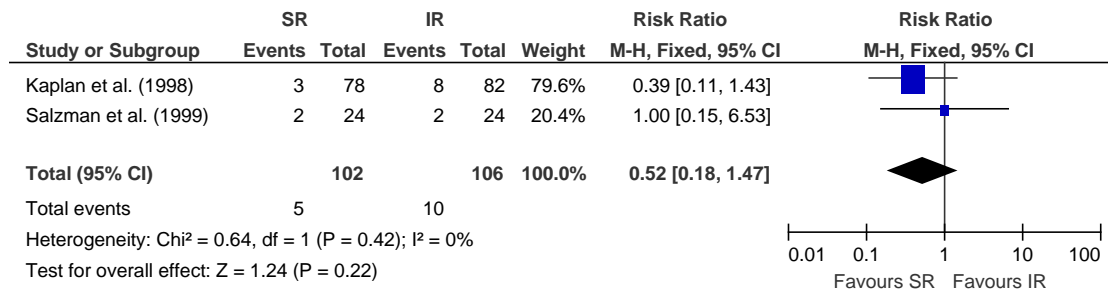 SR IR Risk Ratio Risk Ratio
Study or Subgroup Events Total Events Total Weight M-H, Fixed, 95% CI M-H, Fixed, 95% CI
Kaplan et al. (1998) 3 78 8 82 79.6% 0.39 [0.11, 1.43]
Salzman et al. (1999) 2 24 2 24 20.4% 1.00 [0.15, 6.53]
Total (95% CI) 102 106 100.0% 0.52 [0.18, 1.47]
Total events 5 10
Heterogeneity: Chi² = 0.64, df = 1 (P = 0.42); I² = 0%
Test for overall effect: Z = 1.24 (P = 0.22)
0.01 0.1 1 10 100
Favours SR Favours IR